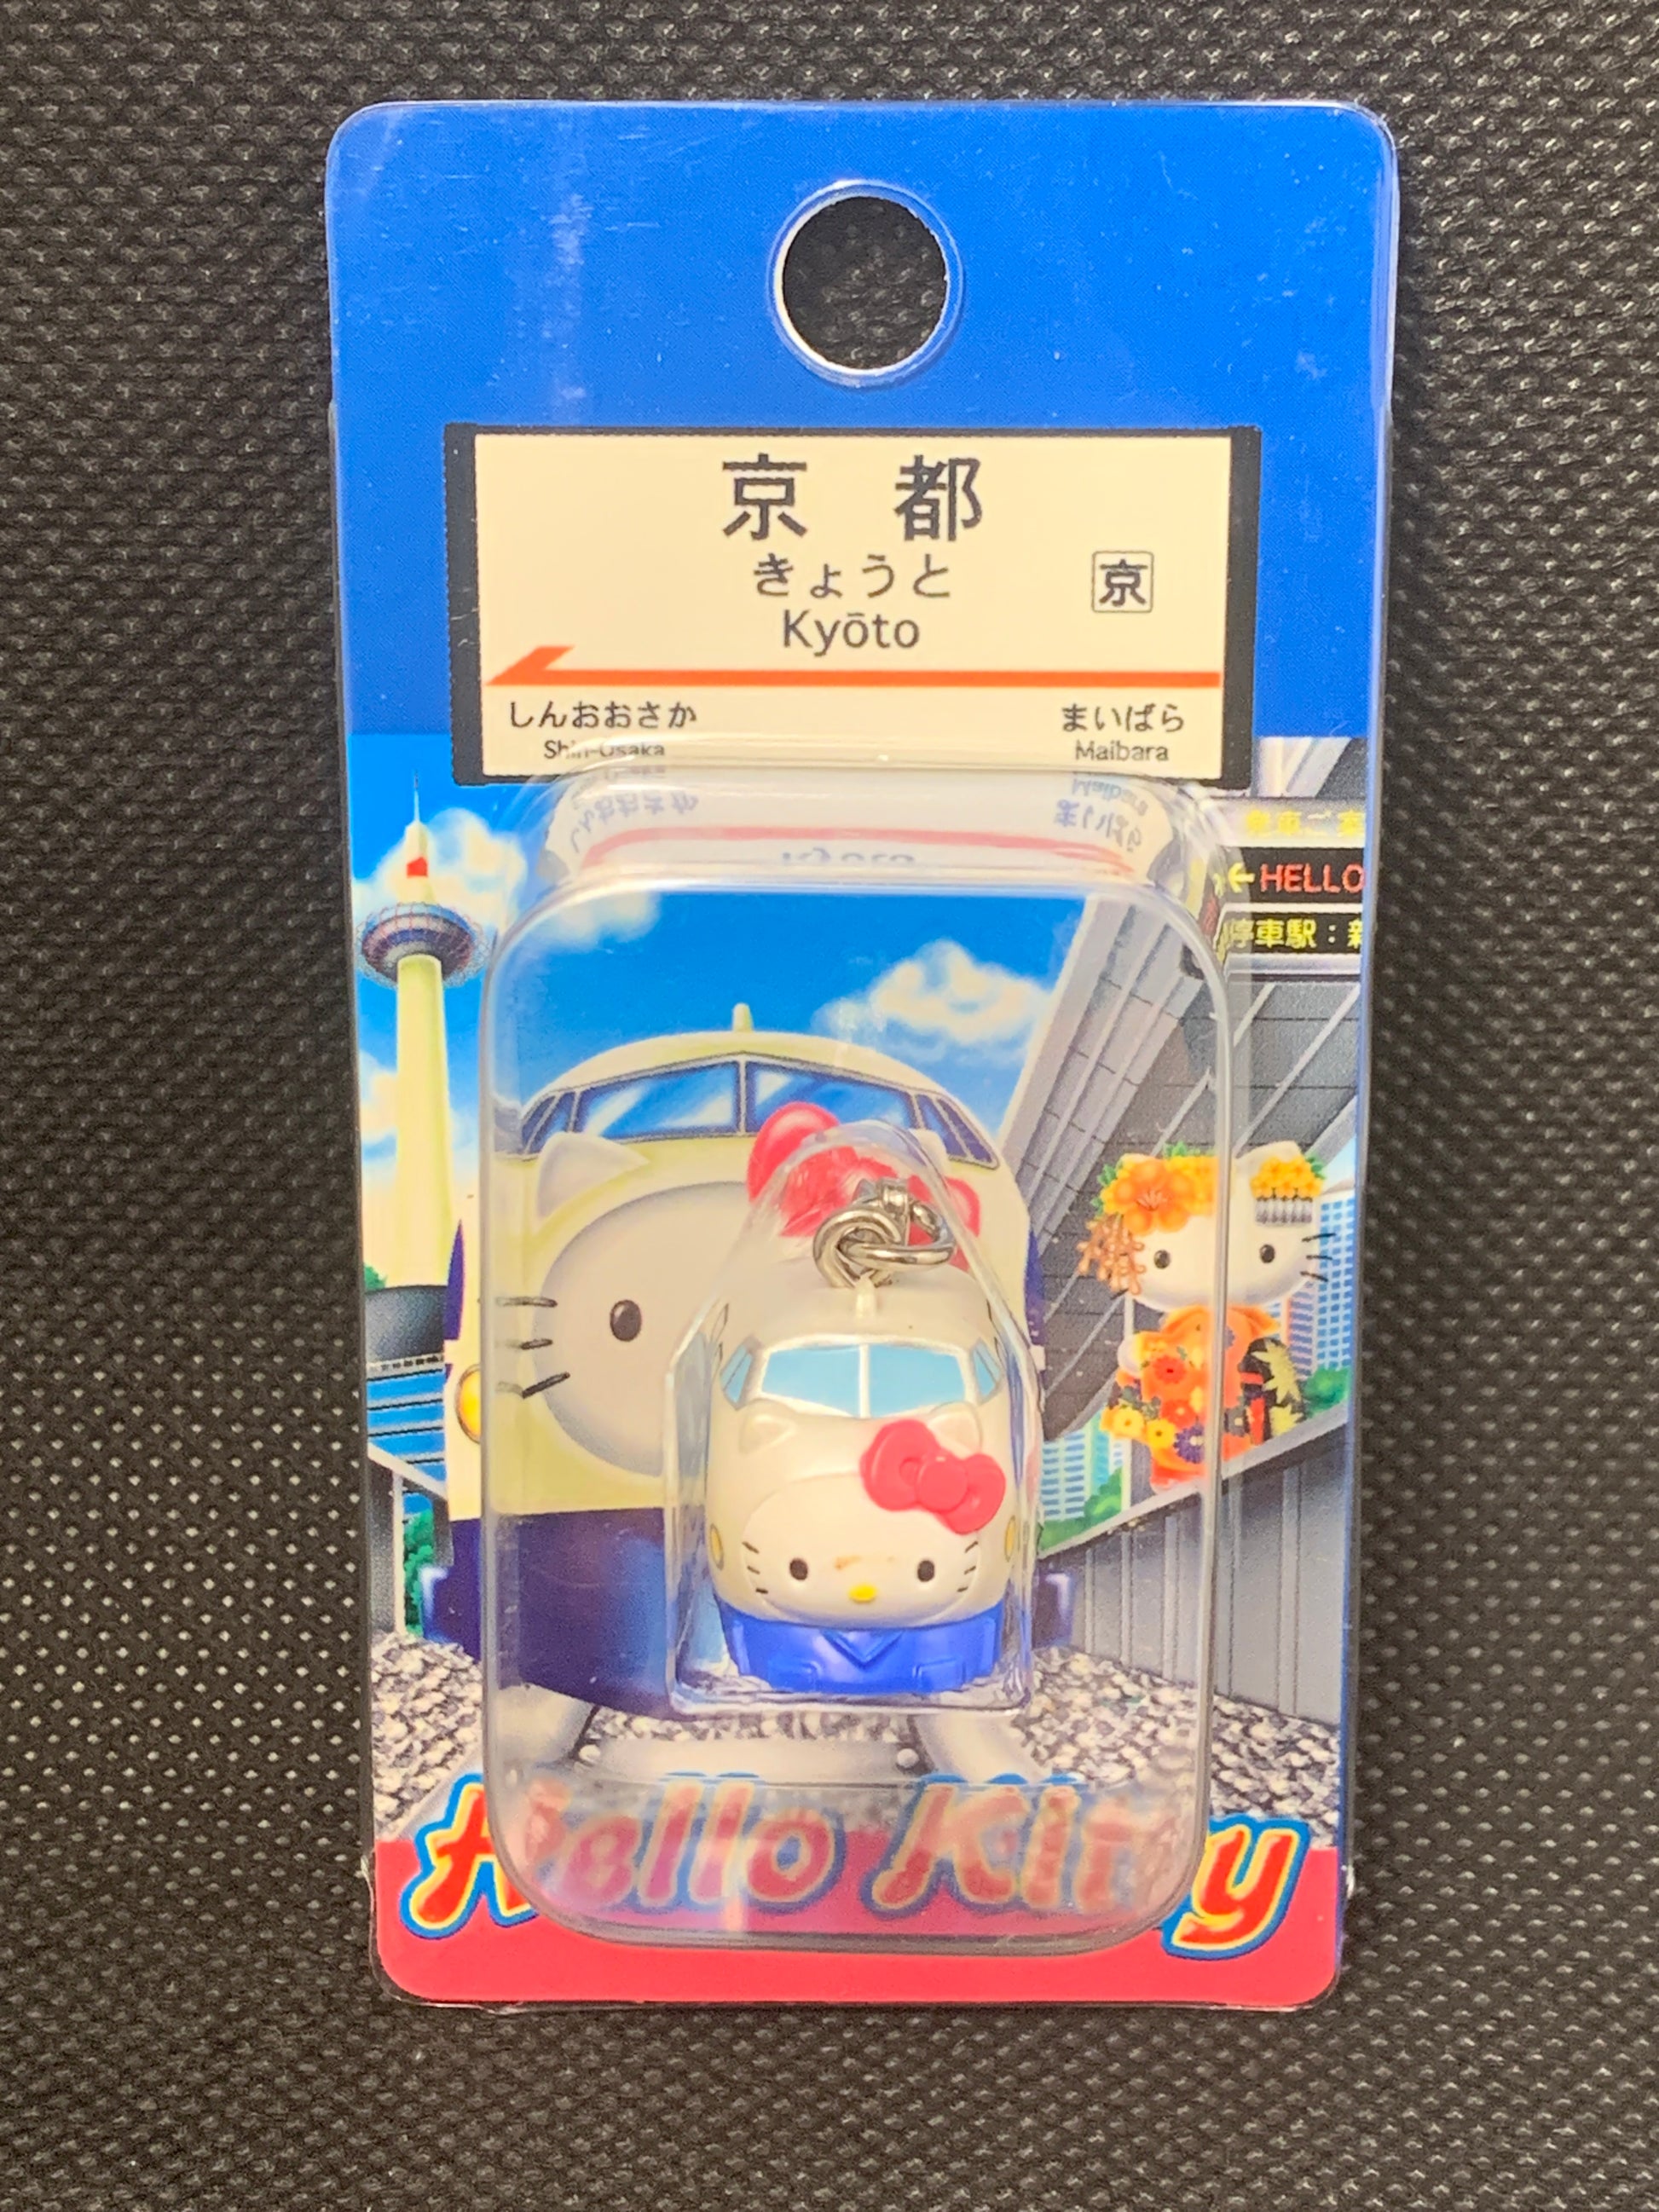 京都
きょうと
京
Kyōto
しんおおさか まいばら
Shin-Osaka Maibara
←HELLO
停車駅：新
Hello Kitty